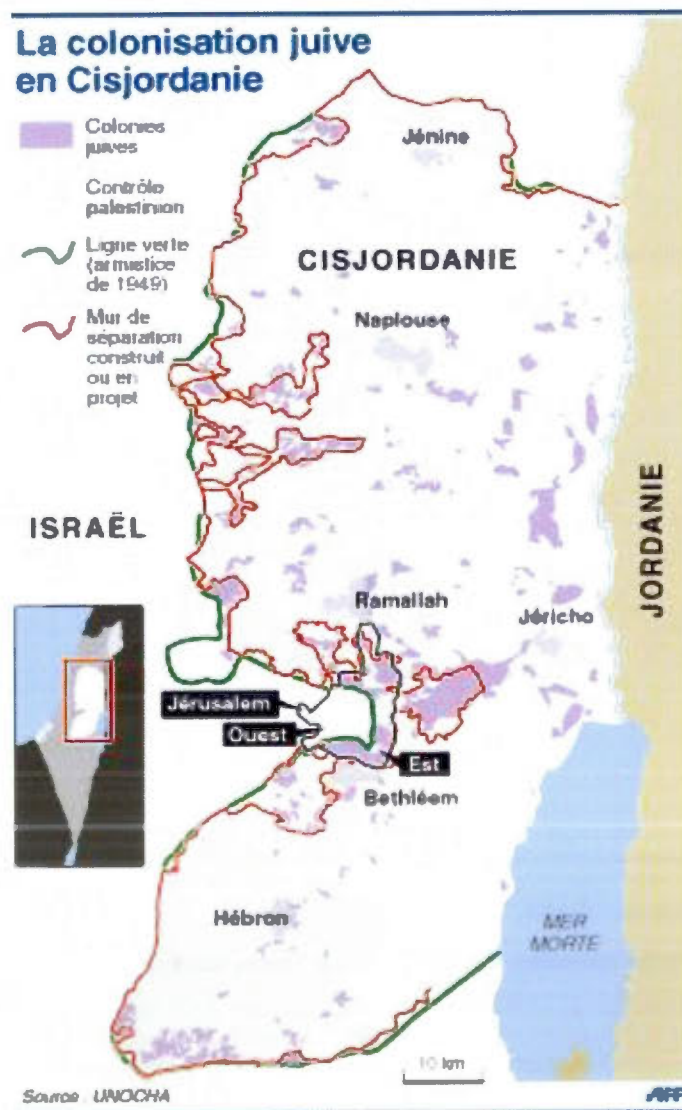 La colonisation juive
en Cisjordanie
Colonies
juives
Contrôle
palestinien
Ligne verte
(armistice
de 1949)
Mur de
séparation
construit
ou en
projet
Jénine
CISJORDANIE
Naplouse
ISRAËL
JORDANIE
Ramallah
Jéricho
Jérusalem
Ouest
Est
Bethléem
Hébron
MER
MORTE
10 km
Source : UNOCHA
AFP